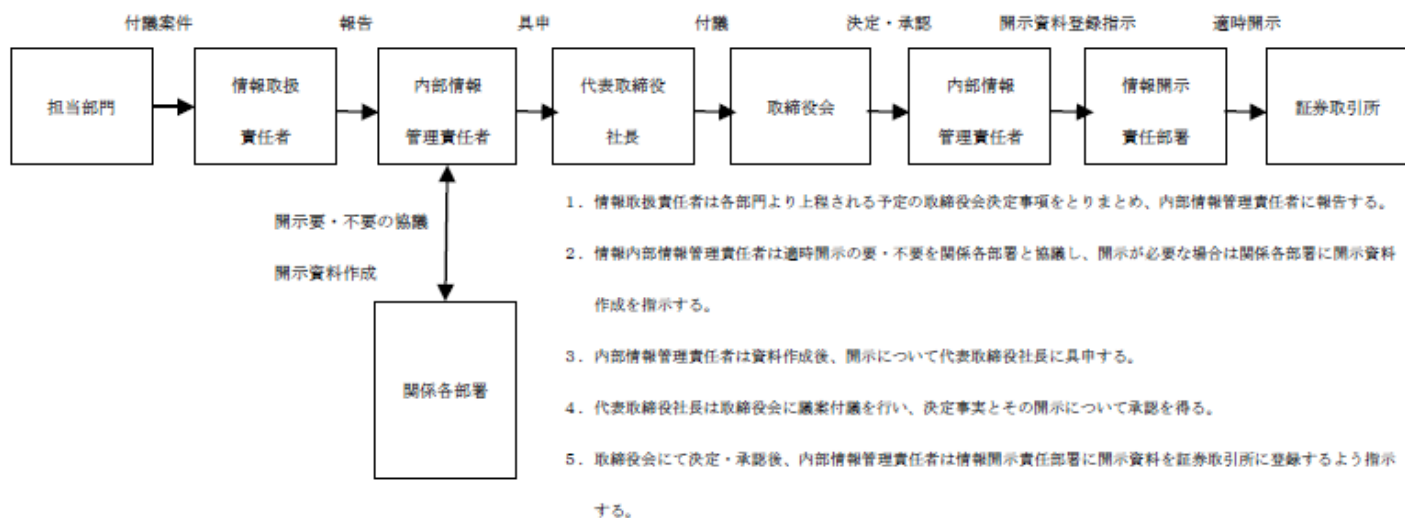 付議案件
報告
具申
付議
決定・承認
開示資料登録指示
適時開示
担当部門
情報取扱
責任者
内部情報
管理責任者
代表取締役
社長
取締役会
内部情報
管理責任者
情報開示
責任部署
証券取引所
開示要・不要の協議
開示資料作成
関係各部署
1．情報取扱責任者は各部門より上程される予定の取締役会決定事項をとりまとめ、内部情報管理責任者に報告する。
2．情報内部情報管理責任者は適時開示の要・不要を関係各部署と協議し、開示が必要な場合は関係各部署に開示資料
作成を指示する。
3．内部情報管理責任者は資料作成後、開示について代表取締役社長に具申する。
4．代表取締役社長は取締役会に議案付議を行い、決定事実とその開示について承認を得る。
5．取締役会にて決定・承認後、内部情報管理責任者は情報開示責任部署に開示資料を証券取引所に登録するよう指示
する。